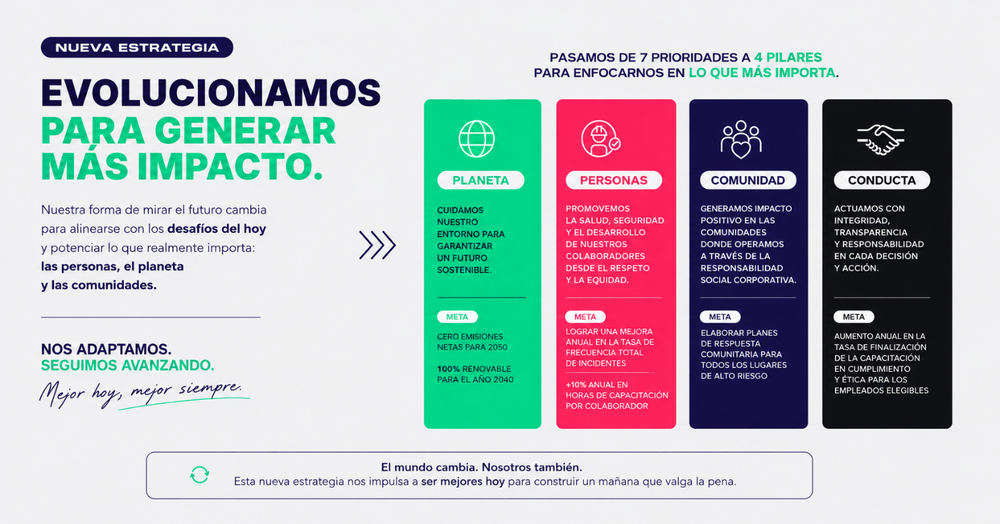 NUEVA ESTRATEGIA
EVOLUCIONAMOS
PARA GENERAR
MÁS IMPACTO.
Nuestra forma de mirar el futuro cambia
para alinearse con los desafíos del hoy
y potenciar lo que realmente importa:
las personas, el planeta
y las comunidades.
NOS ADAPTAMOS.
SEGUIMOS AVANZANDO.
Mejor hoy, mejor siempre.
PASAMOS DE 7 PRIORIDADES A 4 PILARES
PARA ENFOCARNOS EN LO QUE MÁS IMPORTA.
PLANETA
CUIDAMOS
NUESTRO
ENTORNO PARA
GARANTIZAR
UN FUTURO
SOSTENIBLE.
META
CERO EMISIONES
NETAS PARA 2050
100% RENOVABLE
PARA EL AÑO 2040
PERSONAS
PROMOVEMOS
LA SALUD, SEGURIDAD
Y EL DESARROLLO
DE NUESTROS
COLABORADORES
DESDE EL RESPETO
Y LA EQUIDAD.
META
LOGRAR UNA MEJORA
ANUAL EN LA TASA DE
FRECUENCIA TOTAL
DE INCIDENTES
+10% ANUAL EN
HORAS DE CAPACITACIÓN
POR COLABORADOR
COMUNIDAD
GENERAMOS IMPACTO
POSITIVO EN LAS
COMUNIDADES
DONDE OPERAMOS
A TRAVÉS DE LA
RESPONSABILIDAD
SOCIAL CORPORATIVA.
META
ELABORAR PLANES
DE RESPUESTA
COMUNITARIA PARA
TODOS LOS LUGARES
DE ALTO RIESGO
CONDUCTA
ACTUAMOS CON
INTEGRIDAD,
TRANSPARENCIA
Y RESPONSABILIDAD
EN CADA DECISIÓN
Y ACCIÓN.
META
AUMENTO ANUAL EN LA
TASA DE FINALIZACIÓN
DE LA CAPACITACIÓN
EN CUMPLIMIENTO
Y ÉTICA PARA LOS
EMPLEADOS ELEGIBLES
El mundo cambia. Nosotros también.
Esta nueva estrategia nos impulsa a ser mejores hoy para construir un mañana que valga la pena.